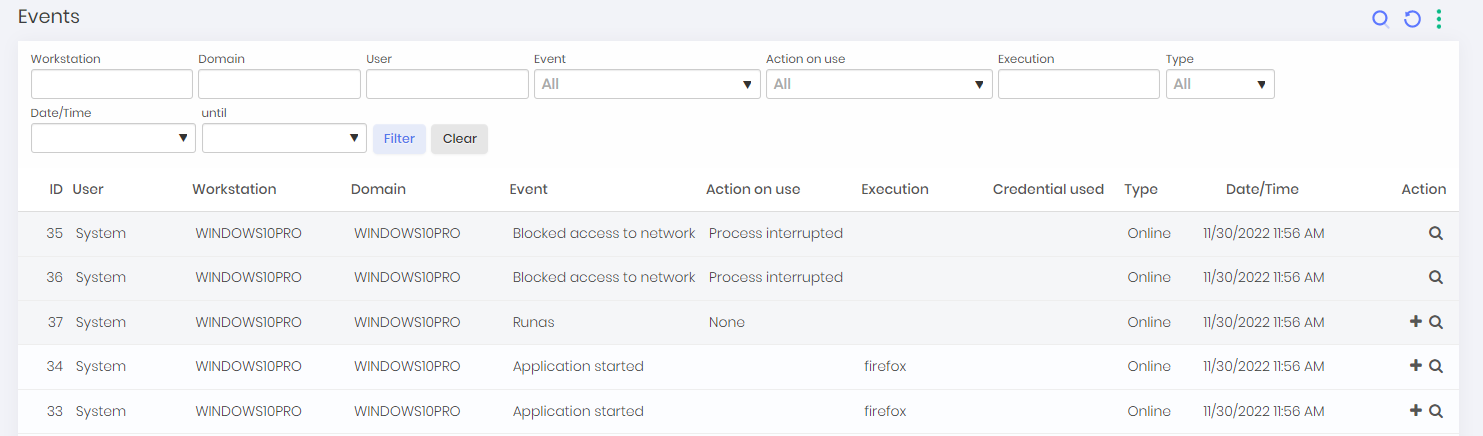 Events
Workstation Domain User Event Action on use Execution Type
All All All
Date/Time until
Filter Clear
ID User Workstation Domain Event Action on use Execution Credential used Type Date/Time Action
35 System WINDOWS10PRO WINDOWS10PRO Blocked access to network Process interrupted Online 11/30/2022 11:56 AM
36 System WINDOWS10PRO WINDOWS10PRO Blocked access to network Process interrupted Online 11/30/2022 11:56 AM
37 System WINDOWS10PRO WINDOWS10PRO Runas None Online 11/30/2022 11:56 AM
34 System WINDOWS10PRO WINDOWS10PRO Application started firefox Online 11/30/2022 11:56 AM
33 System WINDOWS10PRO WINDOWS10PRO Application started firefox Online 11/30/2022 11:56 AM